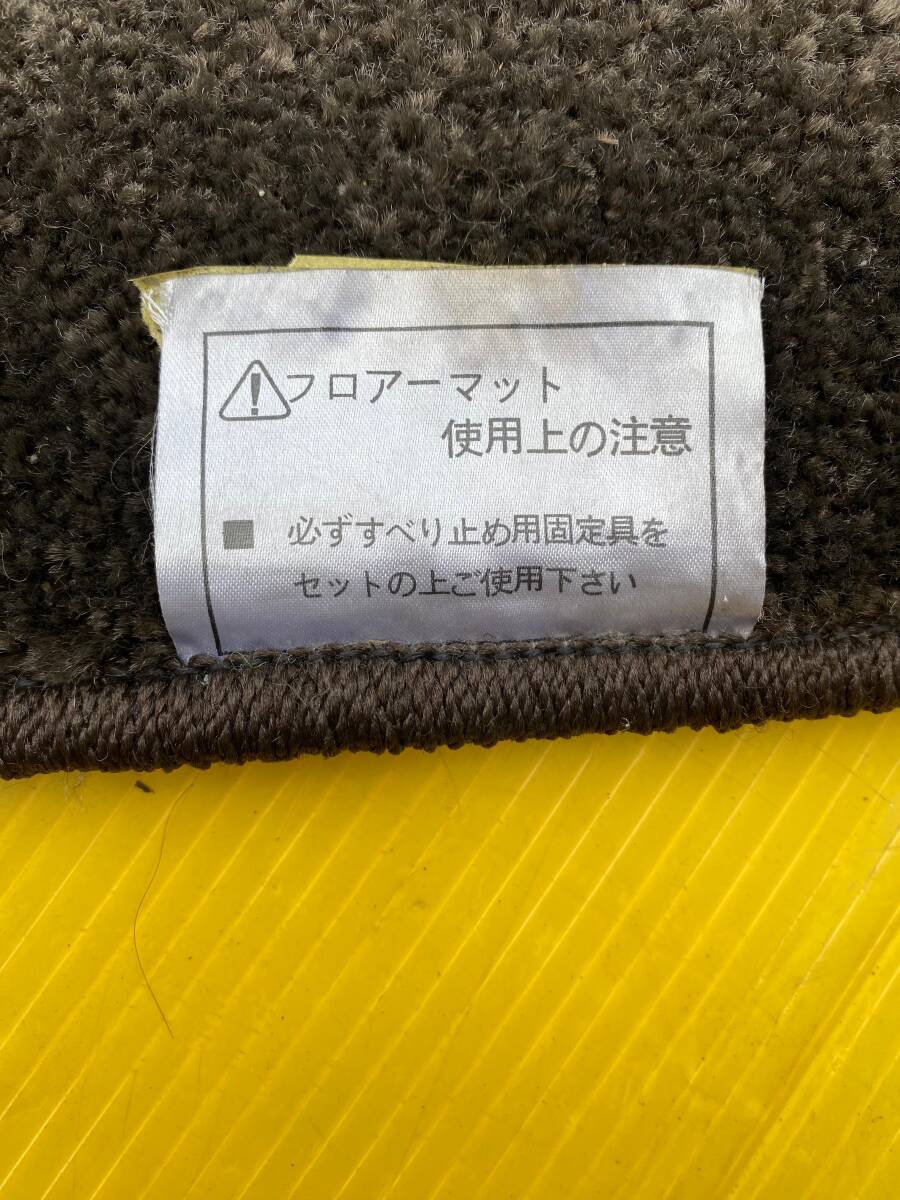 フロアーマット
使用上の注意
■ 必ずすべり止め用固定具を
セットの上ご使用下さい